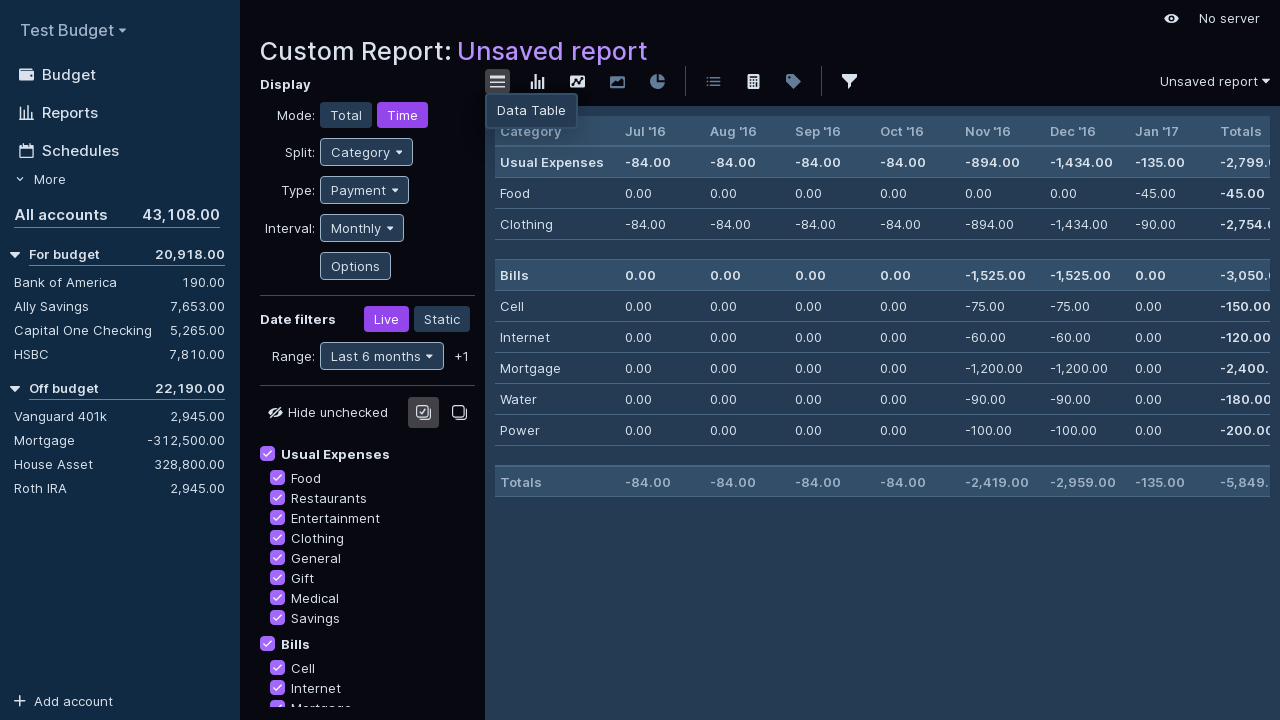 Test Budget
Budget
Reports
Schedules
More
All accounts 43,108.00
For budget 20,918.00
Bank of America 190.00
Ally Savings 7,653.00
Capital One Checking 5,265.00
HSBC 7,810.00
Off budget 22,190.00
Vanguard 401k 2,945.00
Mortgage -312,500.00
House Asset 328,800.00
Roth IRA 2,945.00
Add account
No server
Custom Report: Unsaved report
Display
Mode: Total Time
Split: Category
Type: Payment
Interval: Monthly
Options
Date filters Live Static
Range: Last 6 months +1
Hide unchecked
Usual Expenses
Food
Restaurants
Entertainment
Clothing
General
Gift
Medical
Savings
Bills
Cell
Internet
Mortgage
Unsaved report
Data Table
Category Jul '16 Aug '16 Sep '16 Oct '16 Nov '16 Dec '16 Jan '17 Totals
Usual Expenses -84.00 -84.00 -84.00 -84.00 -894.00 -1,434.00 -135.00 -2,799.0
Food 0.00 0.00 0.00 0.00 0.00 0.00 -45.00 -45.00
Clothing -84.00 -84.00 -84.00 -84.00 -894.00 -1,434.00 -90.00 -2,754.0
Bills 0.00 0.00 0.00 0.00 -1,525.00 -1,525.00 0.00 -3,050.0
Cell 0.00 0.00 0.00 0.00 -75.00 -75.00 0.00 -150.00
Internet 0.00 0.00 0.00 0.00 -60.00 -60.00 0.00 -120.00
Mortgage 0.00 0.00 0.00 0.00 -1,200.00 -1,200.00 0.00 -2,400.
Water 0.00 0.00 0.00 0.00 -90.00 -90.00 0.00 -180.00
Power 0.00 0.00 0.00 0.00 -100.00 -100.00 0.00 -200.00
Totals -84.00 -84.00 -84.00 -84.00 -2,419.00 -2,959.00 -135.00 -5,849.